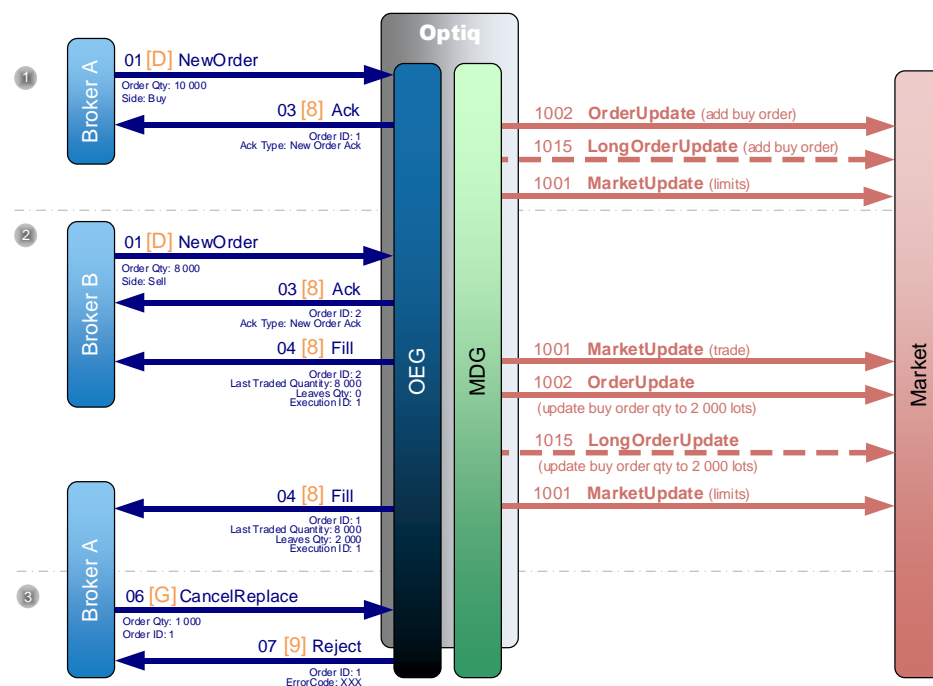 Optiq
1
Broker A
01 [D] NewOrder
Order Qty: 10 000
Side: Buy
03 [8] Ack
Order ID: 1
Ack Type: New Order Ack
1002 OrderUpdate (add buy order)
1015 LongOrderUpdate (add buy order)
1001 MarketUpdate (limits)
2
Broker B
01 [D] NewOrder
Order Qty: 8 000
Side: Sell
03 [8] Ack
Order ID: 2
Ack Type: New Order Ack
04 [8] Fill
Order ID: 2
Last Traded Quantity: 8 000
Leaves Qty: 0
Execution ID: 1
OEG
MDG
Market
1001 MarketUpdate (trade)
1002 OrderUpdate
(update buy order qty to 2 000 lots)
1015 LongOrderUpdate
(update buy order qty to 2 000 lots)
1001 MarketUpdate (limits)
Broker A
04 [8] Fill
Order ID: 1
Last Traded Quantity: 8 000
Leaves Qty: 2 000
Execution ID: 1
3
06 [G] CancelReplace
Order Qty: 1 000
Order ID: 1
07 [9] Reject
Order ID: 1
ErrorCode: XXX